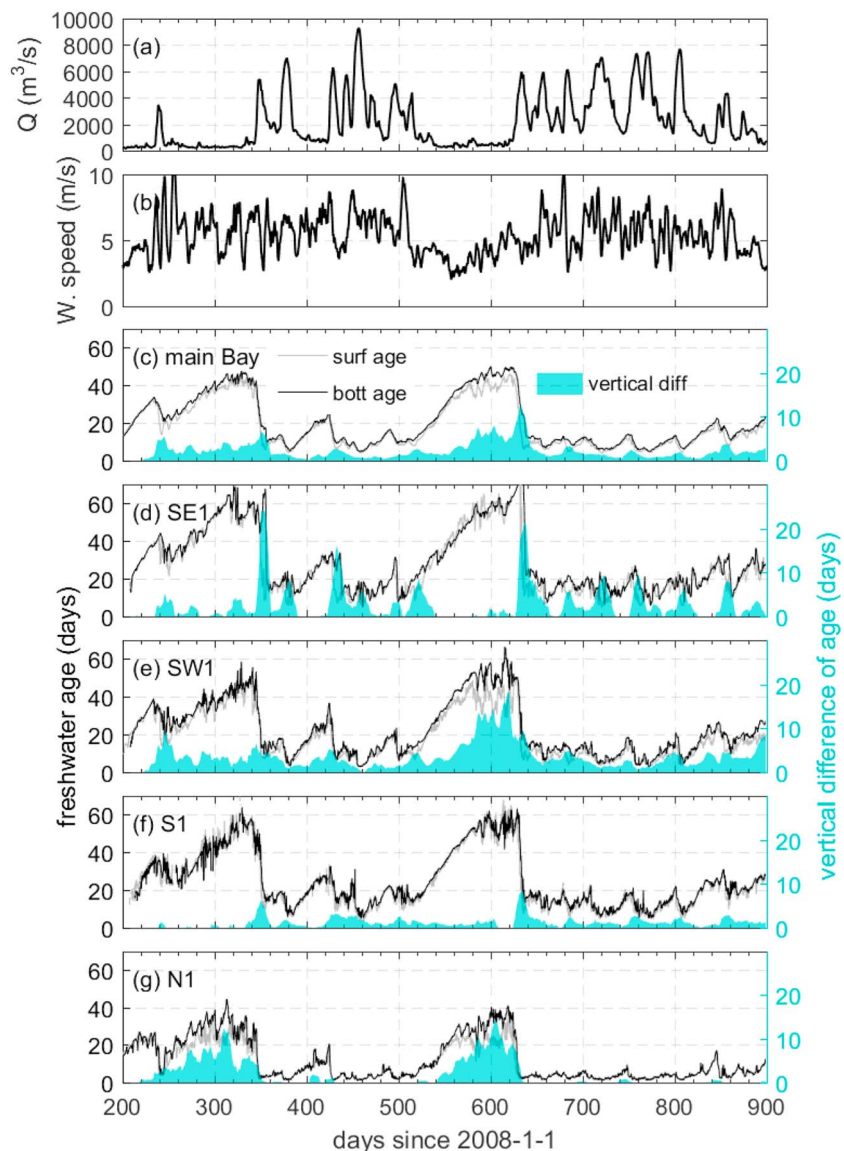 10000
8000
6000
4000
2000
0
Q (m³/s)
(a)
10
5
0
W. speed (m/s)
(b)
60
40
20
0
(c) main Bay
surf age
bott age
vertical diff
20
10
0
60
40
20
0
(d) SE1
20
10
0
60
40
20
0
(e) SW1
20
10
0
freshwater age (days)
vertical difference of age (days)
60
40
20
0
(f) S1
20
10
0
60
40
20
0
(g) N1
20
10
0
200 300 400 500 600 700 800 900
days since 2008-1-1